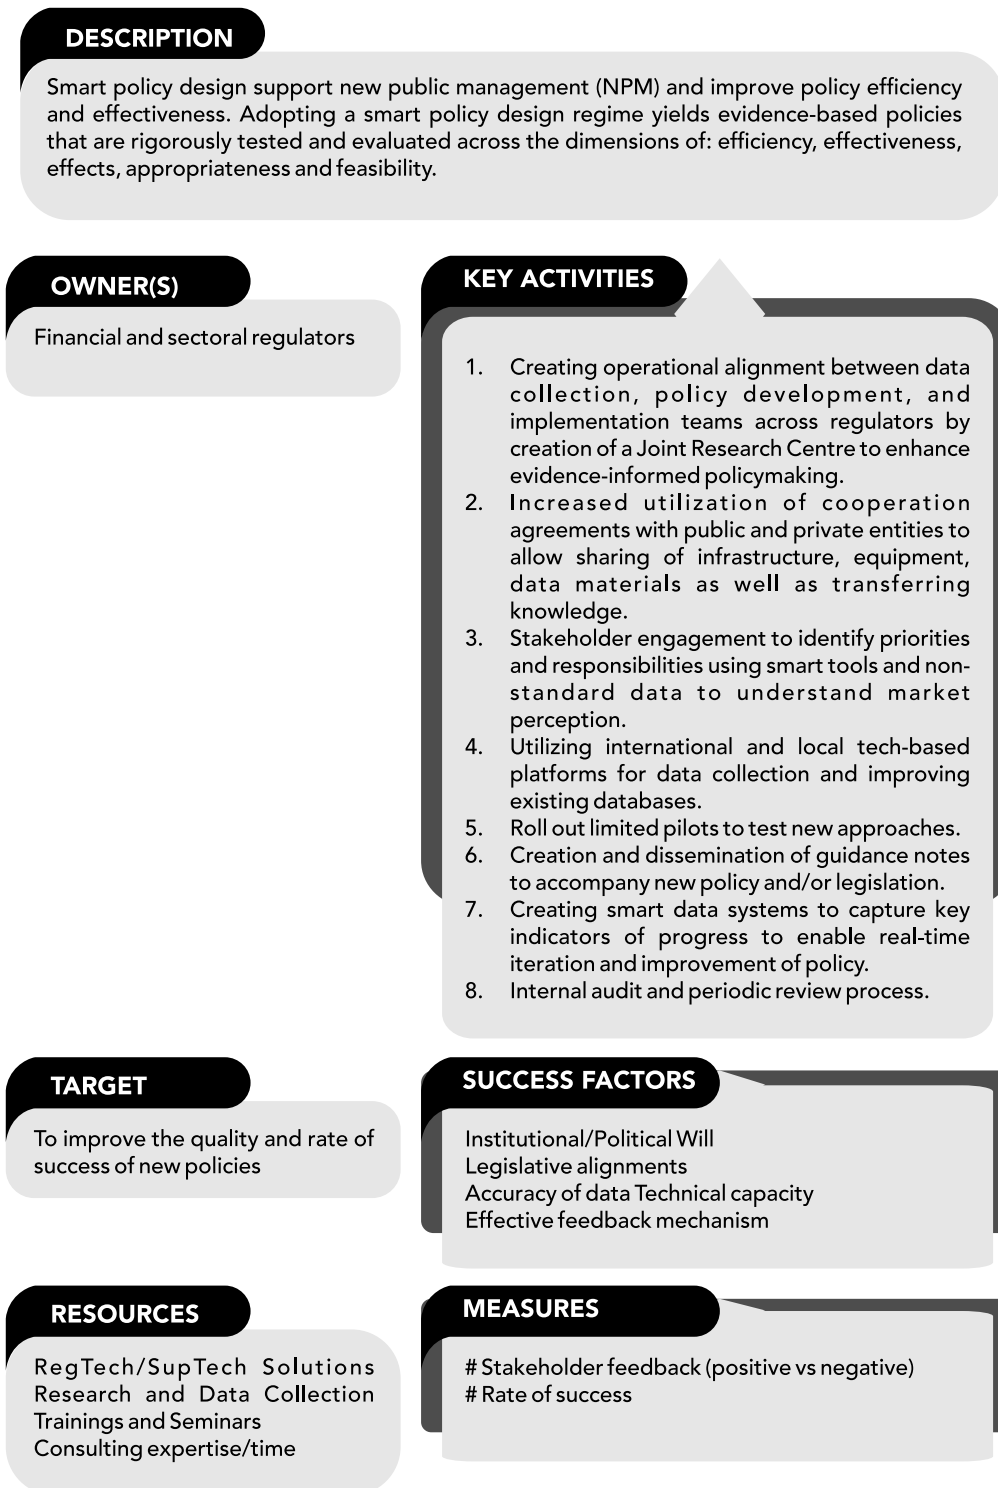 DESCRIPTION
Smart policy design support new public management (NPM) and improve policy efficiency
and effectiveness. Adopting a smart policy design regime yields evidence-based policies
that are rigorously tested and evaluated across the dimensions of: efficiency, effectiveness,
effects, appropriateness and feasibility.
OWNER(S)
Financial and sectoral regulators
KEY ACTIVITIES
1. Creating operational alignment between data
collection, policy development, and
implementation teams across regulators by
creation of a Joint Research Centre to enhance
evidence-informed policymaking.
2. Increased utilization of cooperation
agreements with public and private entities to
allow sharing of infrastructure, equipment,
data materials as well as transferring
knowledge.
3. Stakeholder engagement to identify priorities
and responsibilities using smart tools and non-
standard data to understand market
perception.
4. Utilizing international and local tech-based
platforms for data collection and improving
existing databases.
5. Roll out limited pilots to test new approaches.
6. Creation and dissemination of guidance notes
to accompany new policy and/or legislation.
7. Creating smart data systems to capture key
indicators of progress to enable real-time
iteration and improvement of policy.
8. Internal audit and periodic review process.
TARGET
To improve the quality and rate of
success of new policies
SUCCESS FACTORS
Institutional/Political Will
Legislative alignments
Accuracy of data Technical capacity
Effective feedback mechanism
RESOURCES
RegTech/SupTech Solutions
Research and Data Collection
Trainings and Seminars
Consulting expertise/time
MEASURES
# Stakeholder feedback (positive vs negative)
# Rate of success